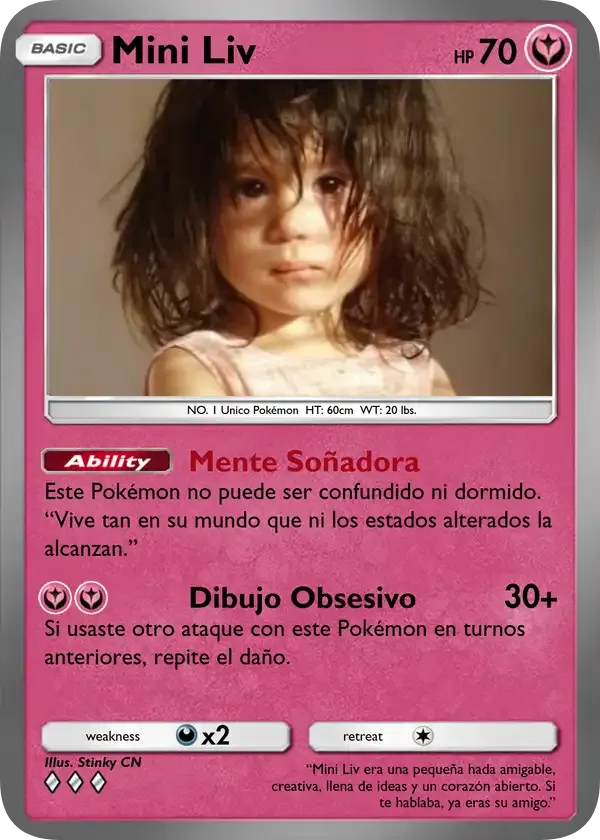 BASIC Mini Liv HP 70
NO. 1 Unico Pokémon HT: 60cm WT: 20 lbs.
Ability Mente Soñadora
Este Pokémon no puede ser confundido ni dormido.
“Vive tan en su mundo que ni los estados alterados la
alcanzan.”
Dibujo Obsesivo 30+
Si usaste otro ataque con este Pokémon en turnos
anteriores, repite el daño.
weakness x2 retreat
Illus. Stinky CN
“Mini Liv era una pequeña hada amigable,
creativa, llena de ideas y un corazón abierto. Si
te hablaba, ya eras su amigo.”